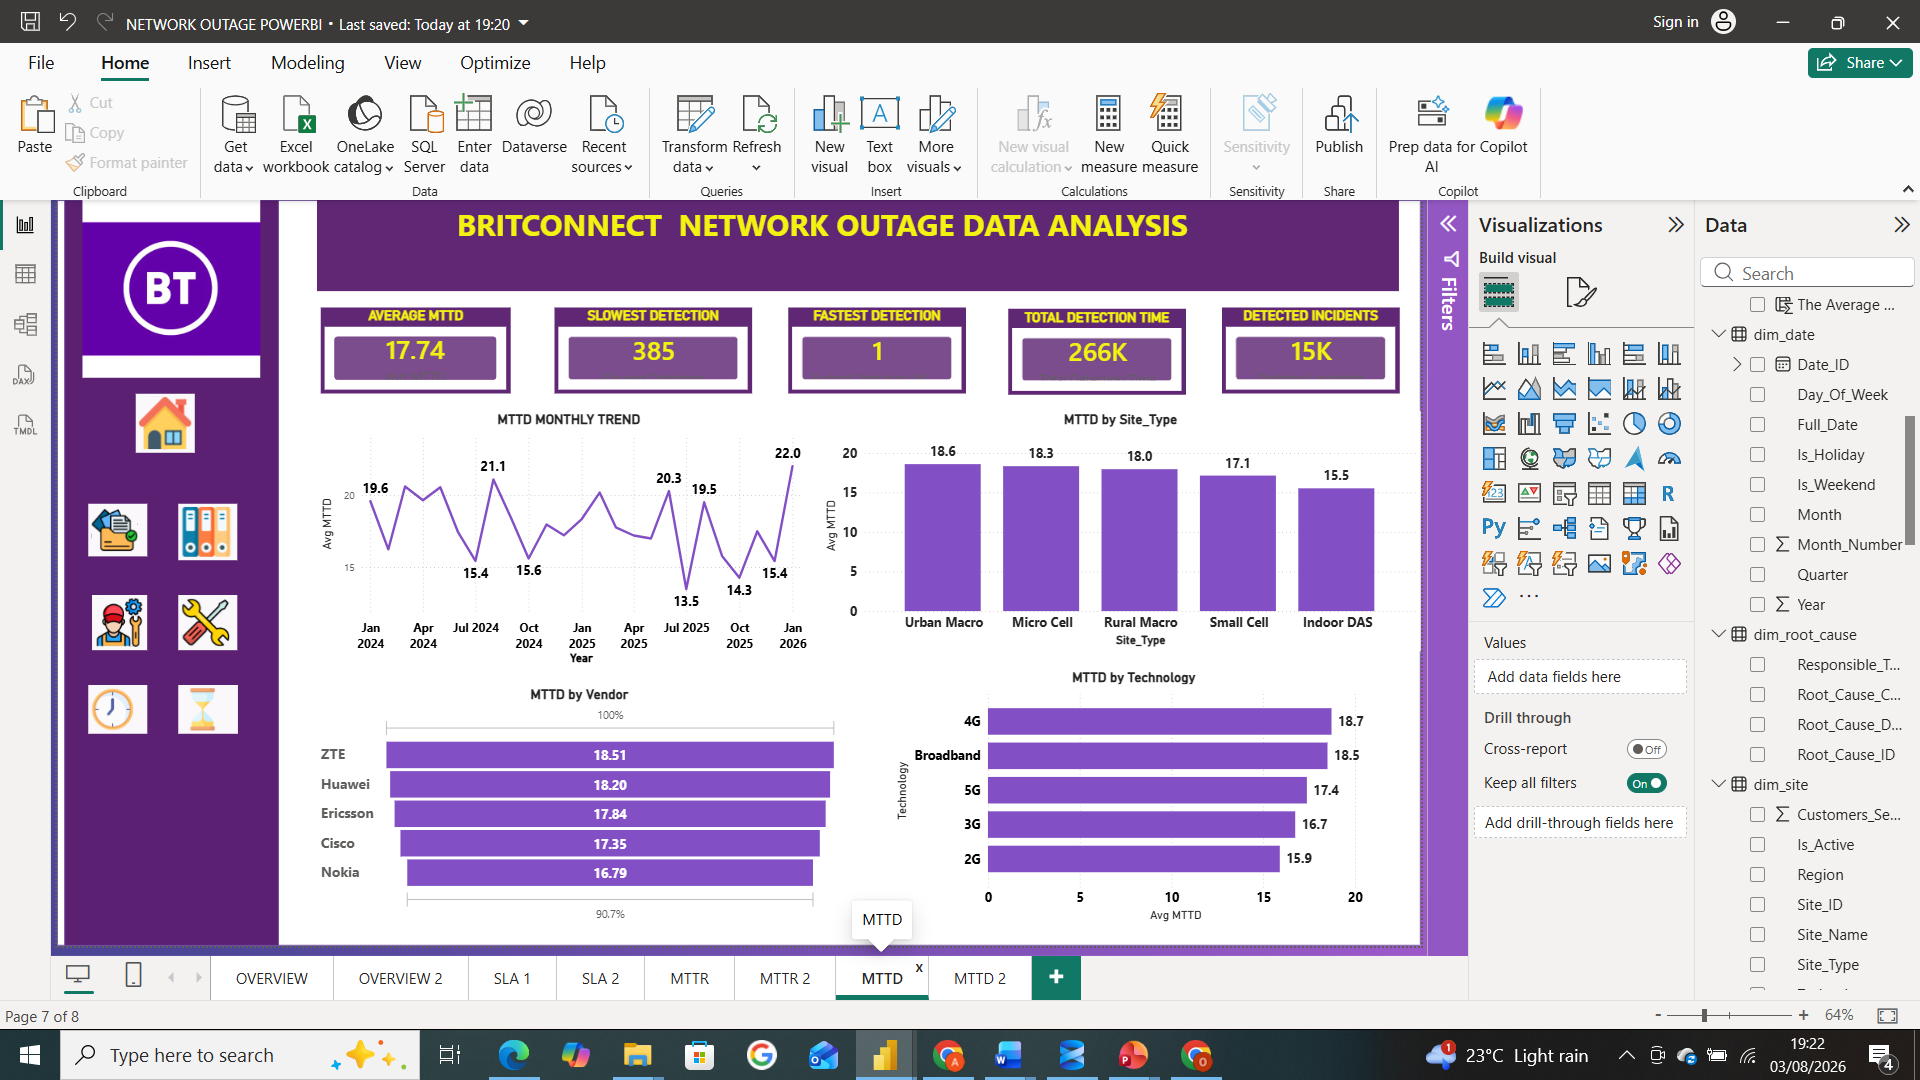 NETWORK OUTAGE POWERBI • Last saved: Today at 19:20
Sign in
File
Home
Insert
Modeling
View
Optimize
Help
Share
Paste
Cut
Copy
Format painter
Clipboard
Get data
Excel workbook
OneLake catalog
SQL Server
Enter data
Dataverse
Recent sources
Data
Transform data
Refresh
Queries
New visual
Text box
More visuals
Insert
New visual calculation
New measure
Quick measure
Calculations
Sensitivity
Sensitivity
Publish
Share
Prep data for AI
Copilot
Copilot
DAX
TMDL
BT
BRITCONNECT NETWORK OUTAGE DATA ANALYSIS
AVERAGE MTTD
17.74
SLOWEST DETECTION
385
FASTEST DETECTION
1
TOTAL DETECTION TIME
266K
DETECTED INCIDENTS
15K
MTTD MONTHLY TREND
Avg MTTD
20
15
19.6
21.1
15.4
15.6
20.3
13.5
19.5
14.3
15.4
22.0
Jan 2024
Apr 2024
Jul 2024
Oct 2024
Jan 2025
Apr 2025
Jul 2025
Oct 2025
Jan 2026
Year
MTTD by Site_Type
Avg MTTD
20
15
10
5
0
18.6
18.3
18.0
17.1
15.5
Urban Macro
Micro Cell
Rural Macro
Small Cell
Indoor DAS
Site_Type
MTTD by Vendor
100%
ZTE 18.51
Huawei 18.20
Ericsson 17.84
Cisco 17.35
Nokia 16.79
90.7%
MTTD by Technology
Technology
4G 18.7
Broadband 18.5
5G 17.4
3G 16.7
2G 15.9
0 5 10 15 20
Avg MTTD
MTTD
Filters
Visualizations
Build visual
123
R
Py
Values
Add data fields here
Drill through
Cross-report
Off
Keep all filters
On
Add drill-through fields here
Data
Search
The Average ...
dim_date
Date_ID
Day_Of_Week
Full_Date
Is_Holiday
Is_Weekend
Month
Month_Number
Quarter
Year
dim_root_cause
Responsible_T...
Root_Cause_C...
Root_Cause_D...
Root_Cause_ID
dim_site
Customers_Se...
Is_Active
Region
Site_ID
Site_Name
Site_Type
OVERVIEW
OVERVIEW 2
SLA 1
SLA 2
MTTR
MTTR 2
MTTD
x
MTTD 2
+
Page 7 of 8
- + 64%
Type here to search
23°C Light rain
19:22
03/08/2026
4